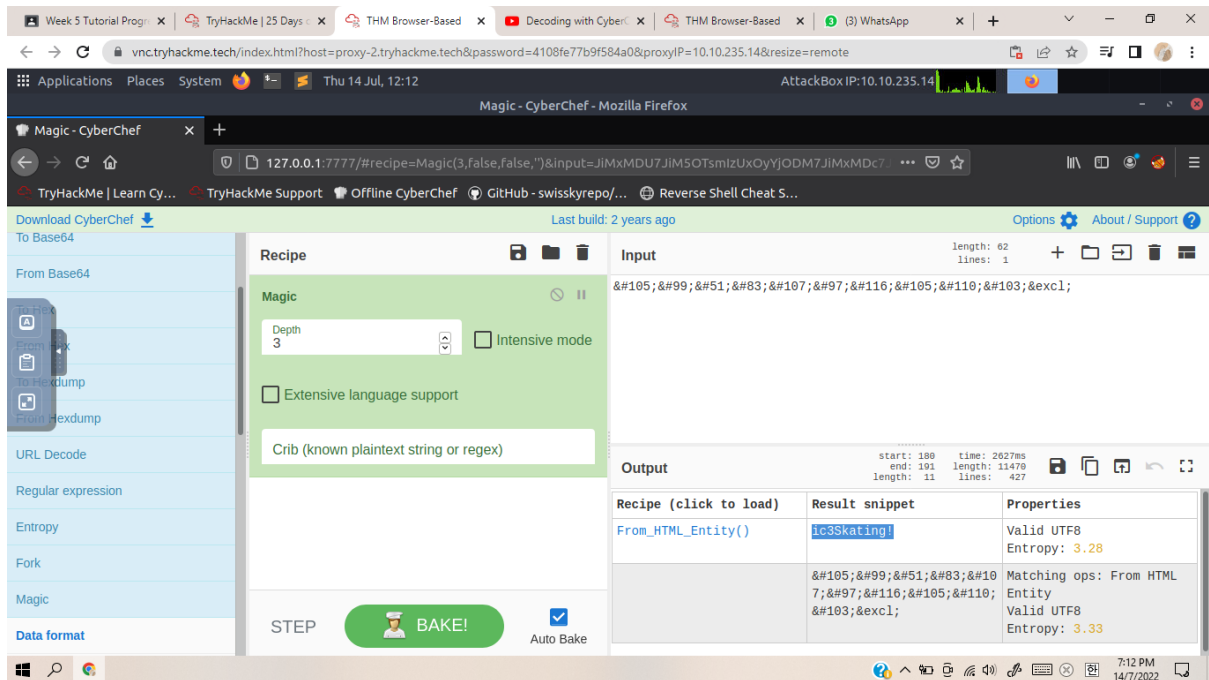 Week 5 Tutorial Progr
TryHackMe | 25 Days o
THM Browser-Based
Decoding with CyberC
THM Browser-Based
(3) WhatsApp
vnc.tryhackme.tech/index.html?host=proxy-2.tryhackme.tech&password=4108fe77b9f584a0&proxyIP=10.10.235.14&resize=remote
Applications Places System Thu 14 Jul, 12:12 AttackBox IP:10.10.235.14
Magic - CyberChef - Mozilla Firefox
Magic - CyberChef
127.0.0.1:7777/#recipe=Magic(3,false,false,'')&input=JiMxMDU7JiM5OTsmIzUxOyYjODM7JiMxMDc7
TryHackMe | Learn Cy... TryHackMe Support Offline CyberChef GitHub - swisskyrepo/... Reverse Shell Cheat S...
Download CyberChef Last build: 2 years ago Options About / Support
To Base64
From Base64
To Hex
From Hex
To Hexdump
From Hexdump
URL Decode
Regular expression
Entropy
Fork
Magic
Data format
Recipe
Magic
Depth
3
Intensive mode
Extensive language support
Crib (known plaintext string or regex)
STEP
BAKE!
Auto Bake
Input
length: 62
lines: 1
&#105;&#99;&#51;&#83;&#107;&#97;&#116;&#105;&#110;&#103;&excl;
Output
start: 180 time: 2627ms
end: 191 length: 11470
length: 11 lines: 427
Recipe (click to load) Result snippet Properties
From_HTML_Entity() ic3Skating! Valid UTF8
Entropy: 3.28
&#105;&#99;&#51;&#83;&#10 Matching ops: From HTML
7;&#97;&#116;&#105;&#110; Entity
&#103;&excl; Valid UTF8
Entropy: 3.33
7:12 PM
14/7/2022